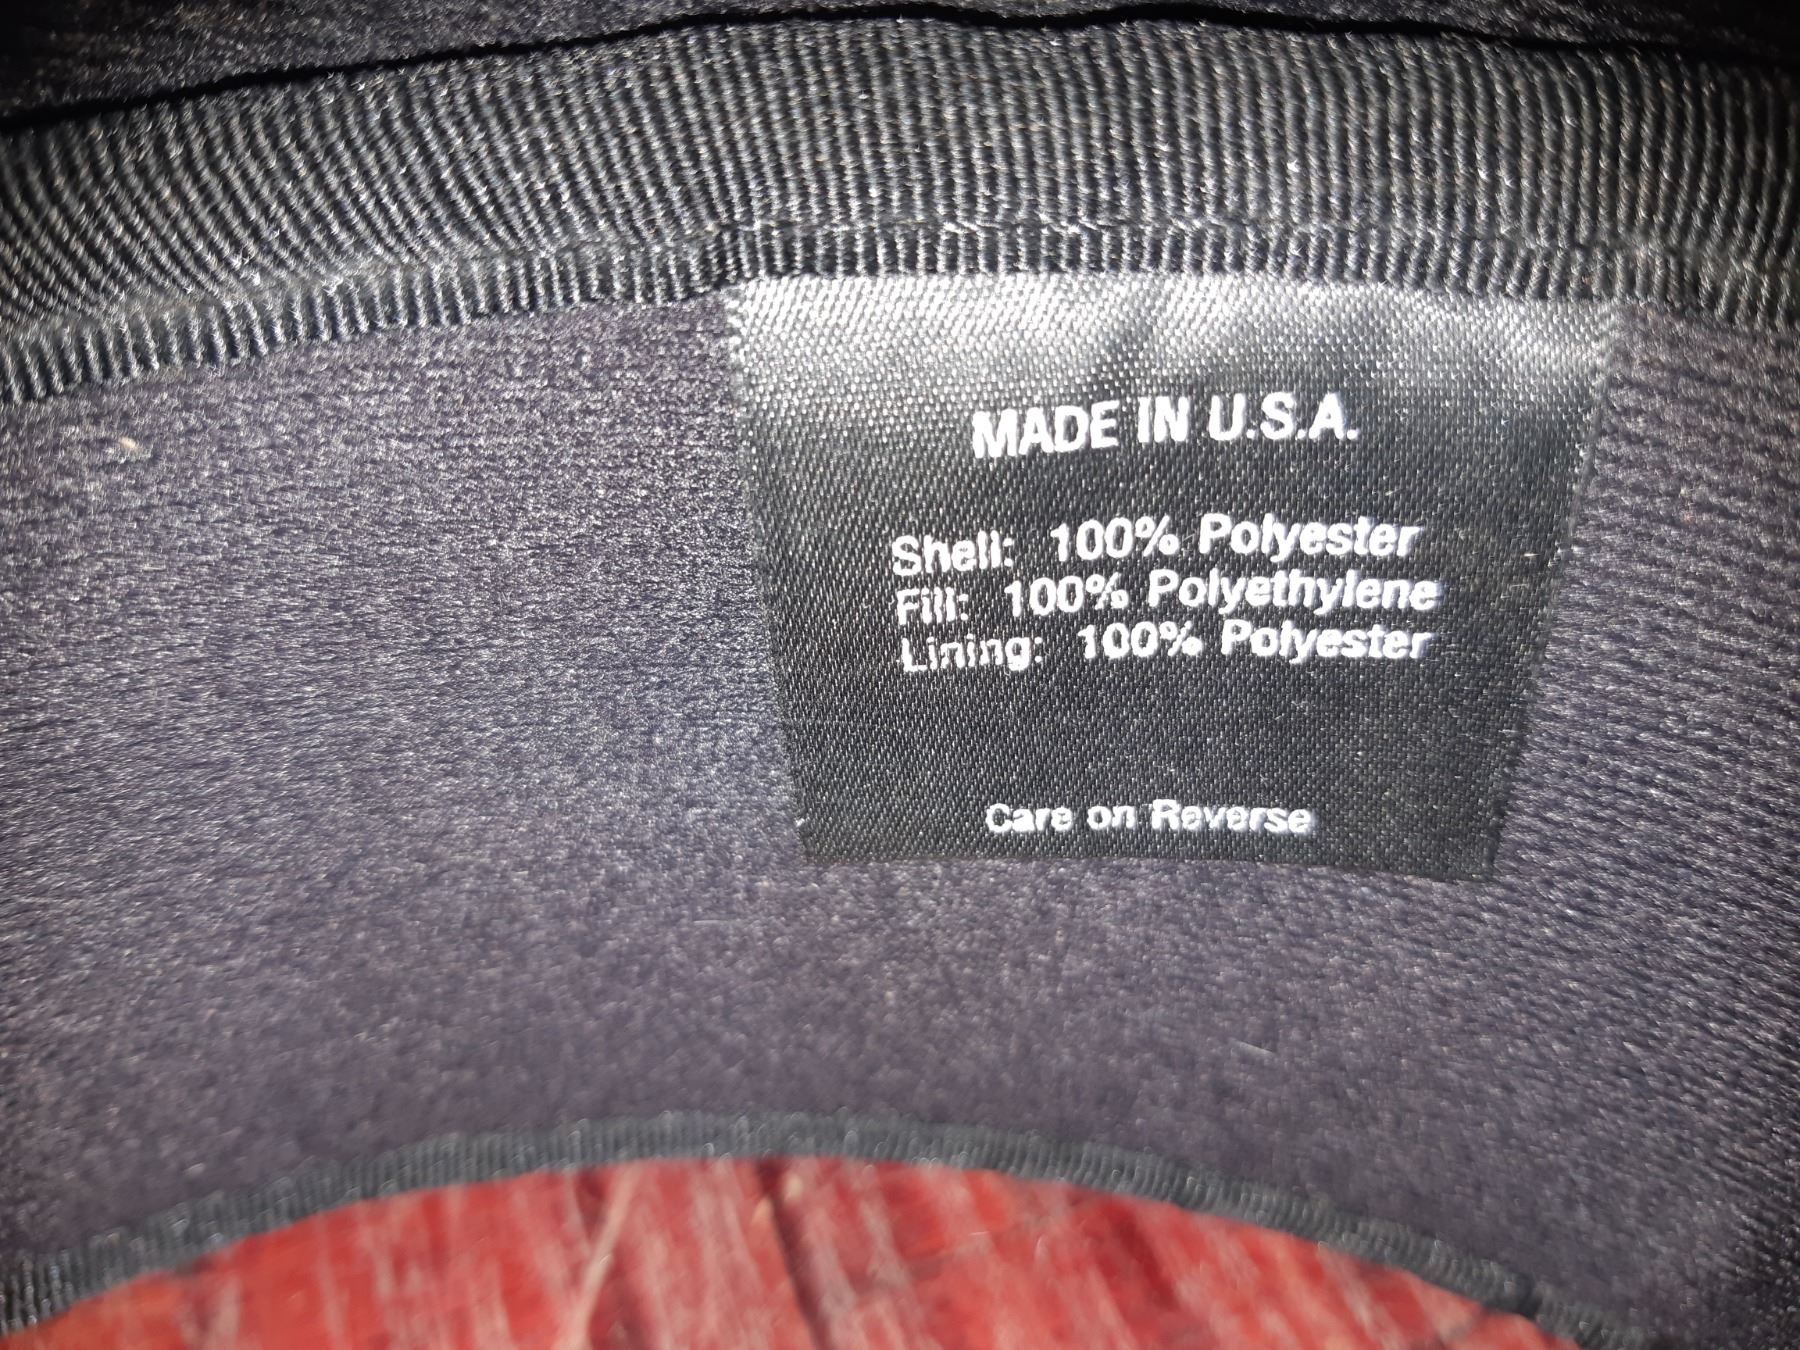 MADE IN U.S.A.
Shell: 100% Polyester
Fill: 100% Polyethylene
Lining: 100% Polyester
Care on Reverse